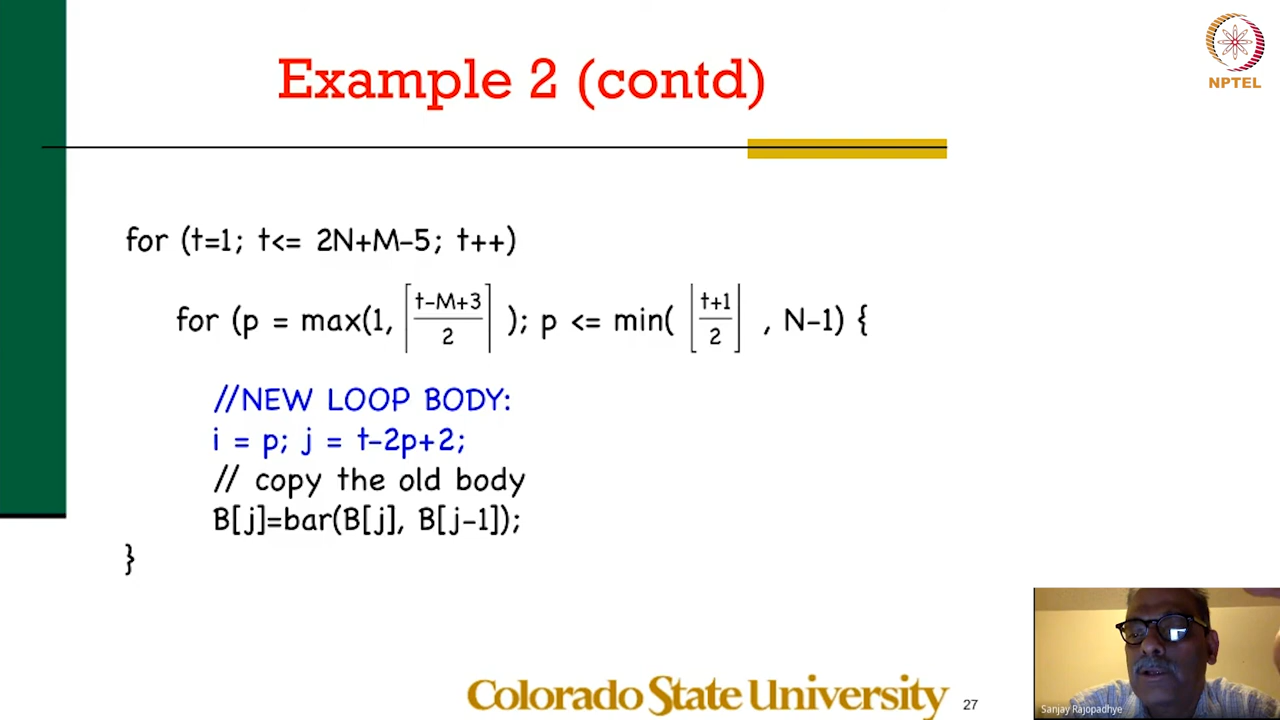 Example 2 (contd)
NPTEL
for (t=1; t<= 2N+M-5; t++)
for (p = max(1, ⌈(t-M+3)/2⌉ ); p <= min( ⌊(t+1)/2⌋ , N-1) {
//NEW LOOP BODY:
i = p; j = t-2p+2;
// copy the old body
B[j]=bar(B[j], B[j-1]);
}
Colorado State University
27
Sanjay Rajopadhye